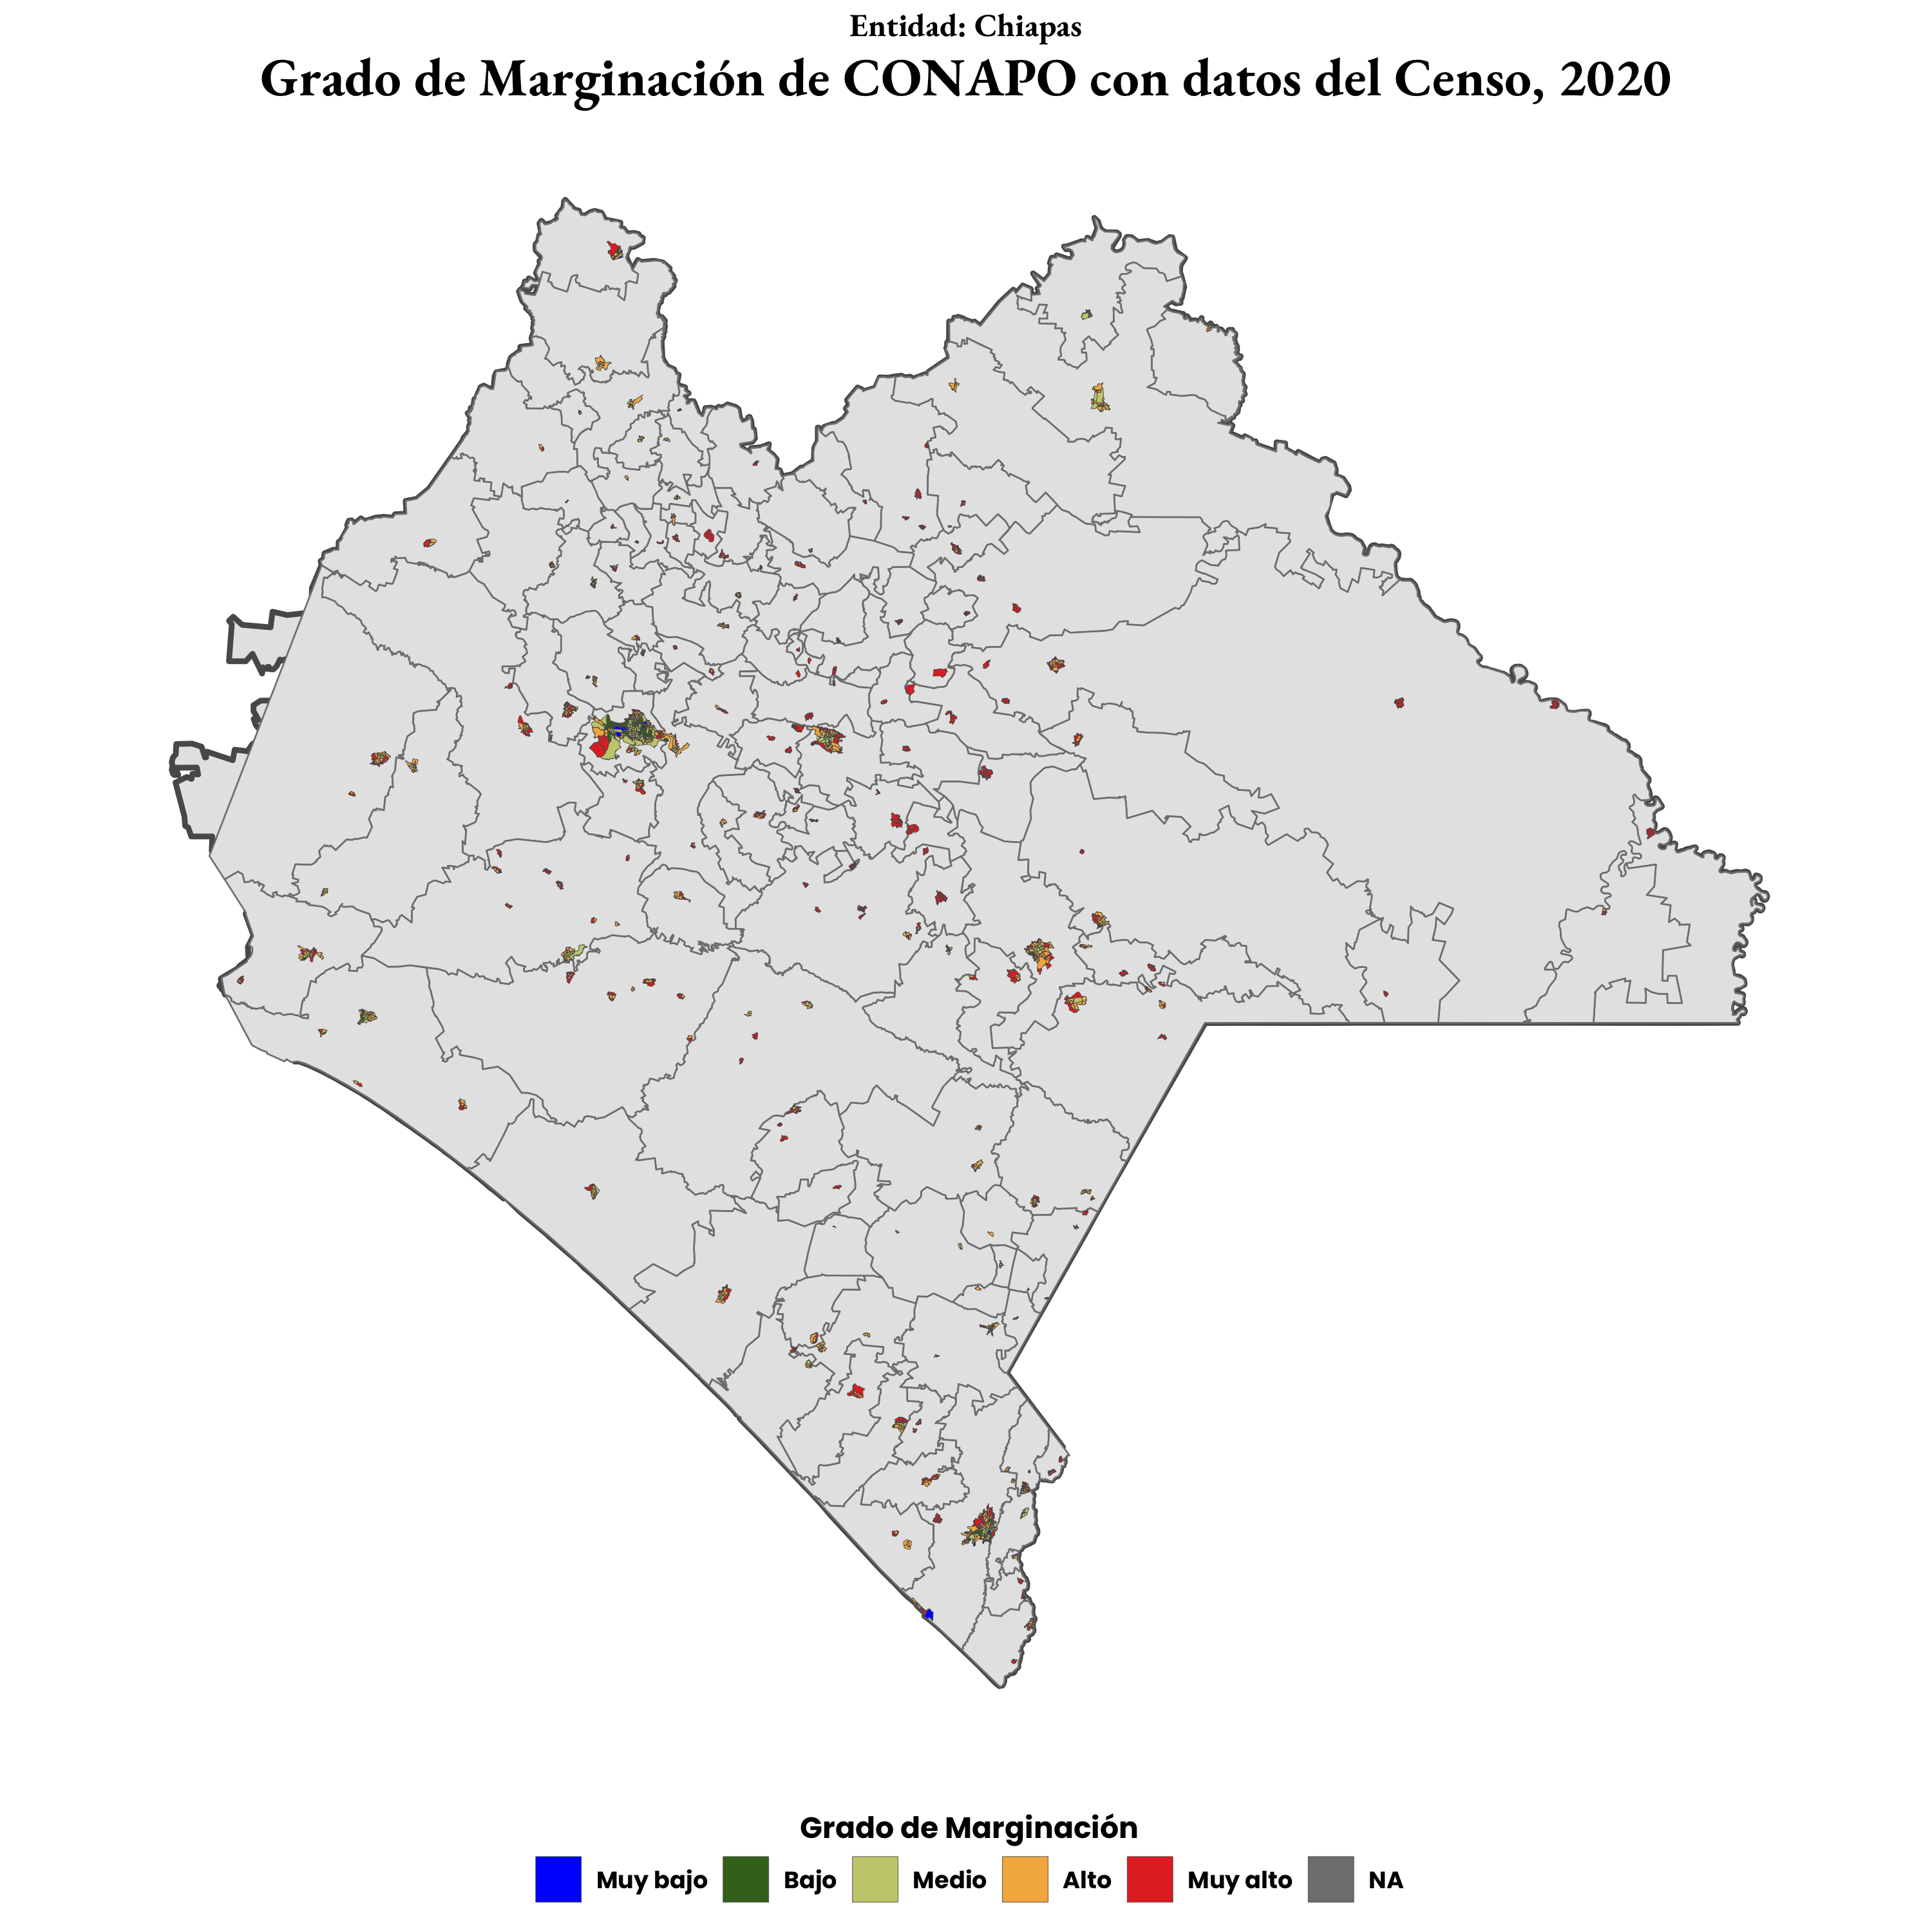 Entidad: Chiapas
Grado de Marginación de CONAPO con datos del Censo, 2020
Grado de Marginación
Muy bajo Bajo Medio Alto Muy alto NA